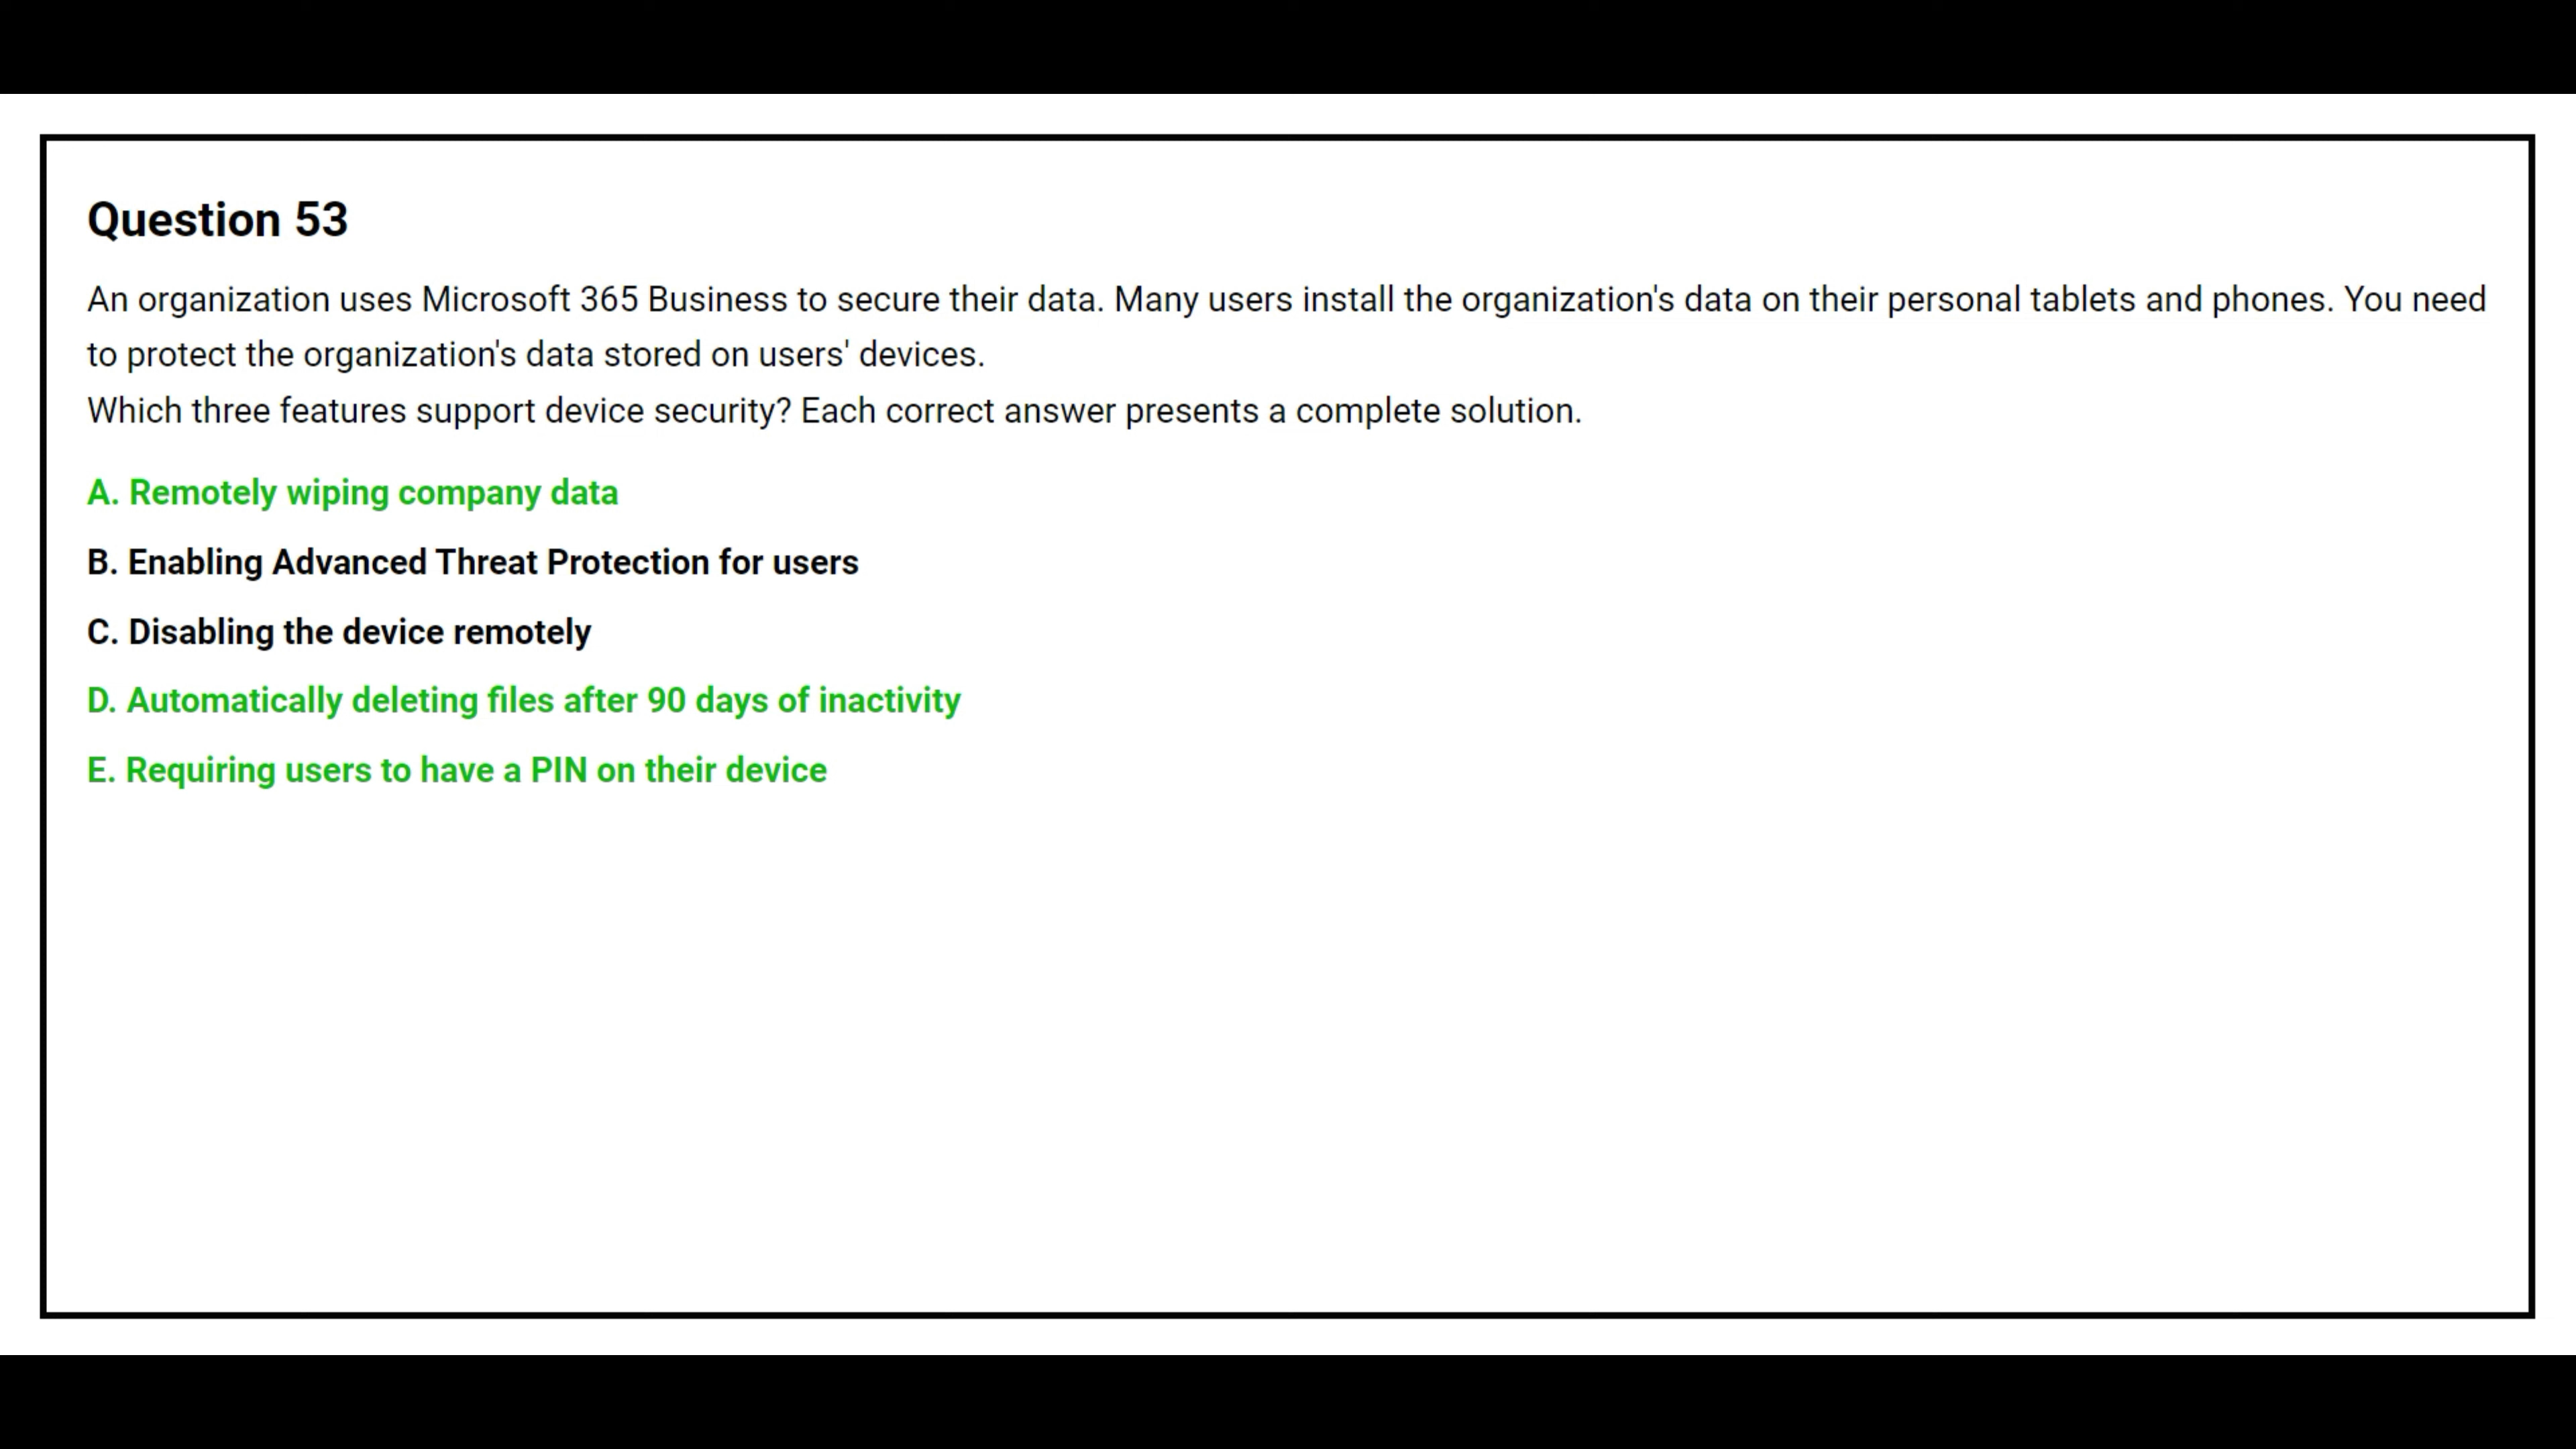 Question 53
An organization uses Microsoft 365 Business to secure their data. Many users install the organization's data on their personal tablets and phones. You need
to protect the organization's data stored on users' devices.
Which three features support device security? Each correct answer presents a complete solution.
A. Remotely wiping company data
B. Enabling Advanced Threat Protection for users
C. Disabling the device remotely
D. Automatically deleting files after 90 days of inactivity
E. Requiring users to have a PIN on their device